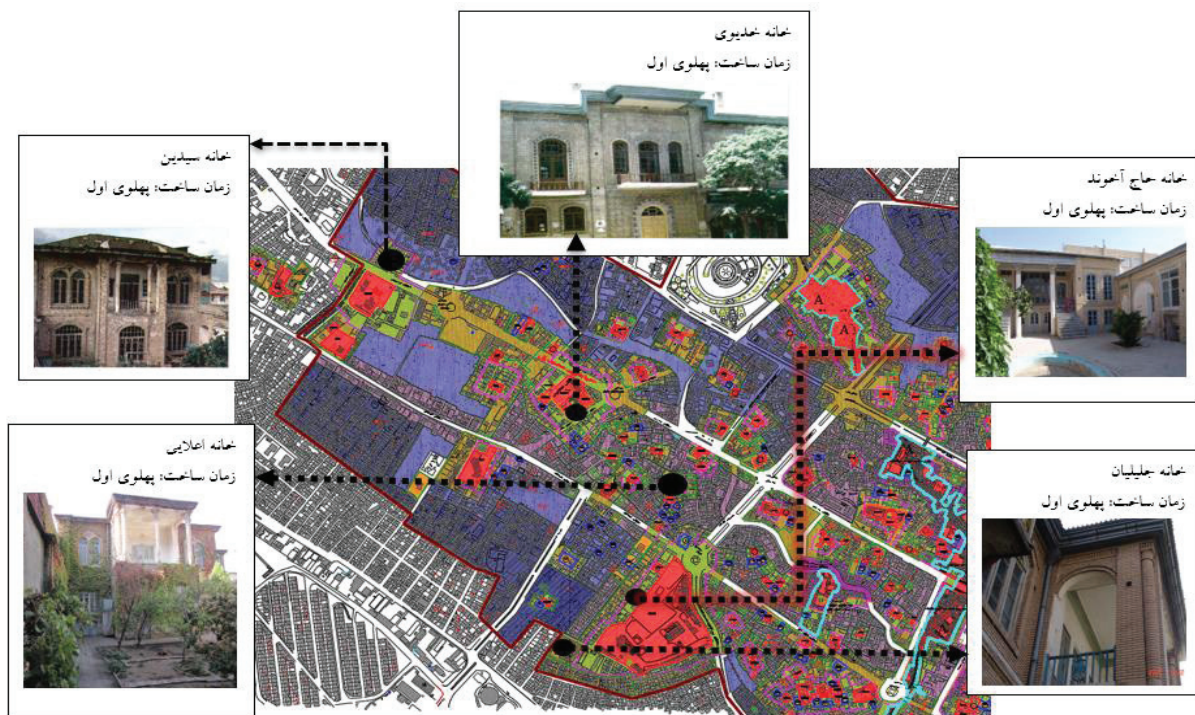 خانه خدیوی
زمان ساخت: پهلوی اول
خانه سیدین
زمان ساخت: پهلوی اول
خانه حاج آخوند
زمان ساخت: پهلوی اول
خانه اعلایی
زمان ساخت: پهلوی اول
خانه جلیلیان
زمان ساخت: پهلوی اول
A
A